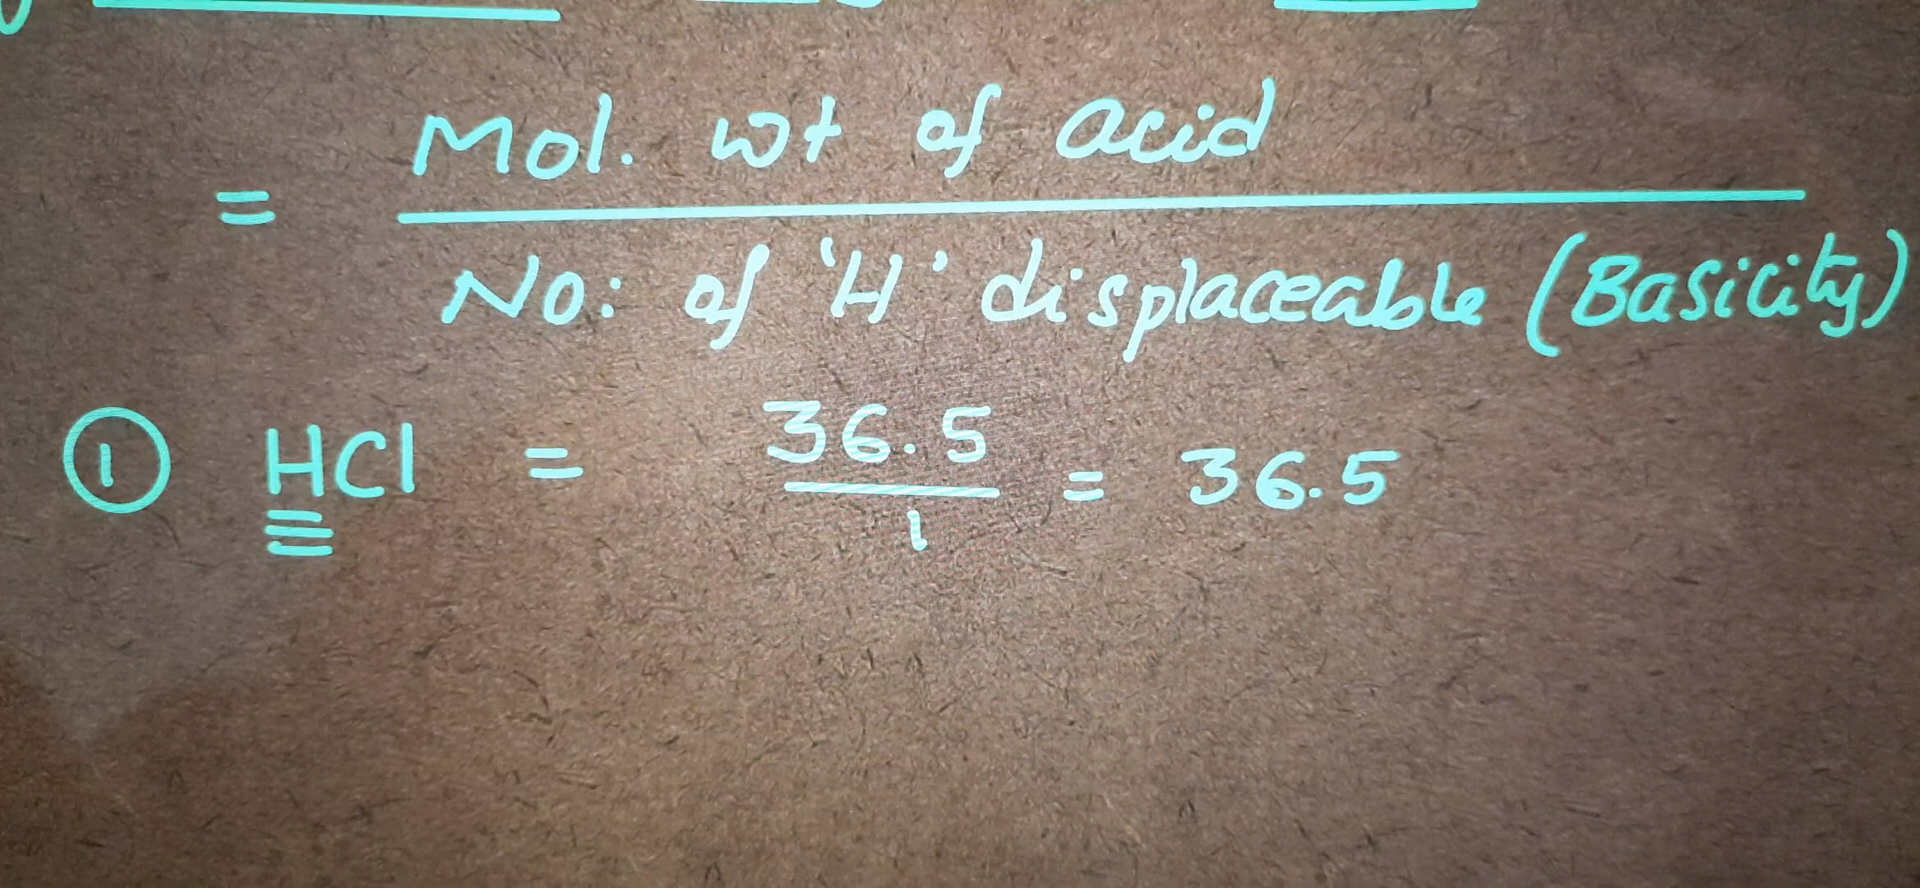 Mol. wt of acid
=
No: of 'H' displaceable (Basicity)
① HCl = 36.5 = 36.5
1